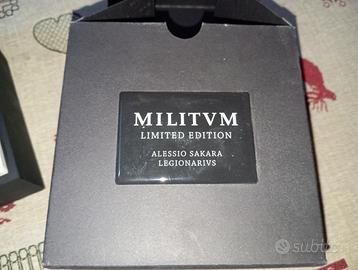 MILITVM
LIMITED EDITION
ALESSIO SAKARA
LEGIONARIVS
subito